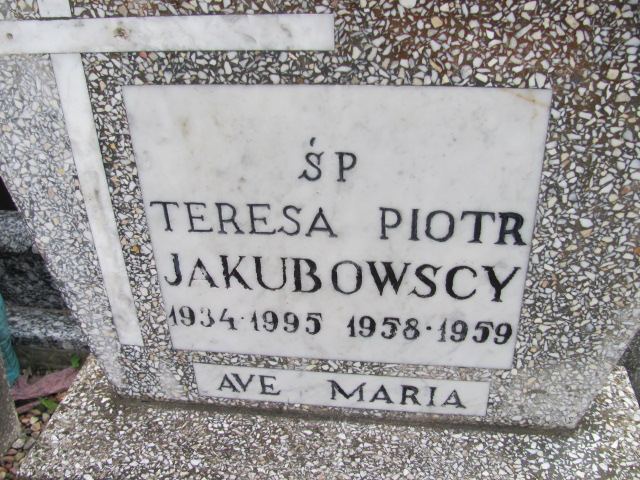 ŚP
TERESA PIOTR
JAKUBOWSCY
1934·1995 1958·1959
AVE MARIA